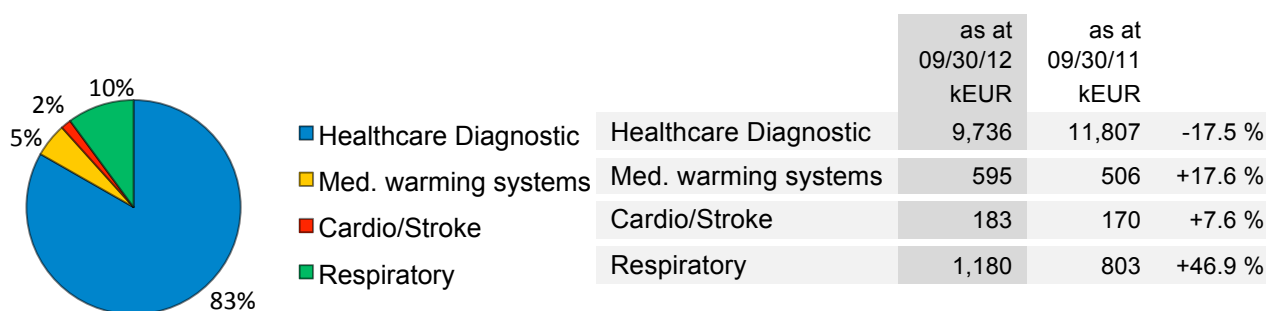 as at as at
09/30/12 09/30/11
kEUR kEUR
10%
2%
5%
83%
Healthcare Diagnostic
Med. warming systems
Cardio/Stroke
Respiratory
Healthcare Diagnostic 9,736 11,807 -17.5 %
Med. warming systems 595 506 +17.6 %
Cardio/Stroke 183 170 +7.6 %
Respiratory 1,180 803 +46.9 %